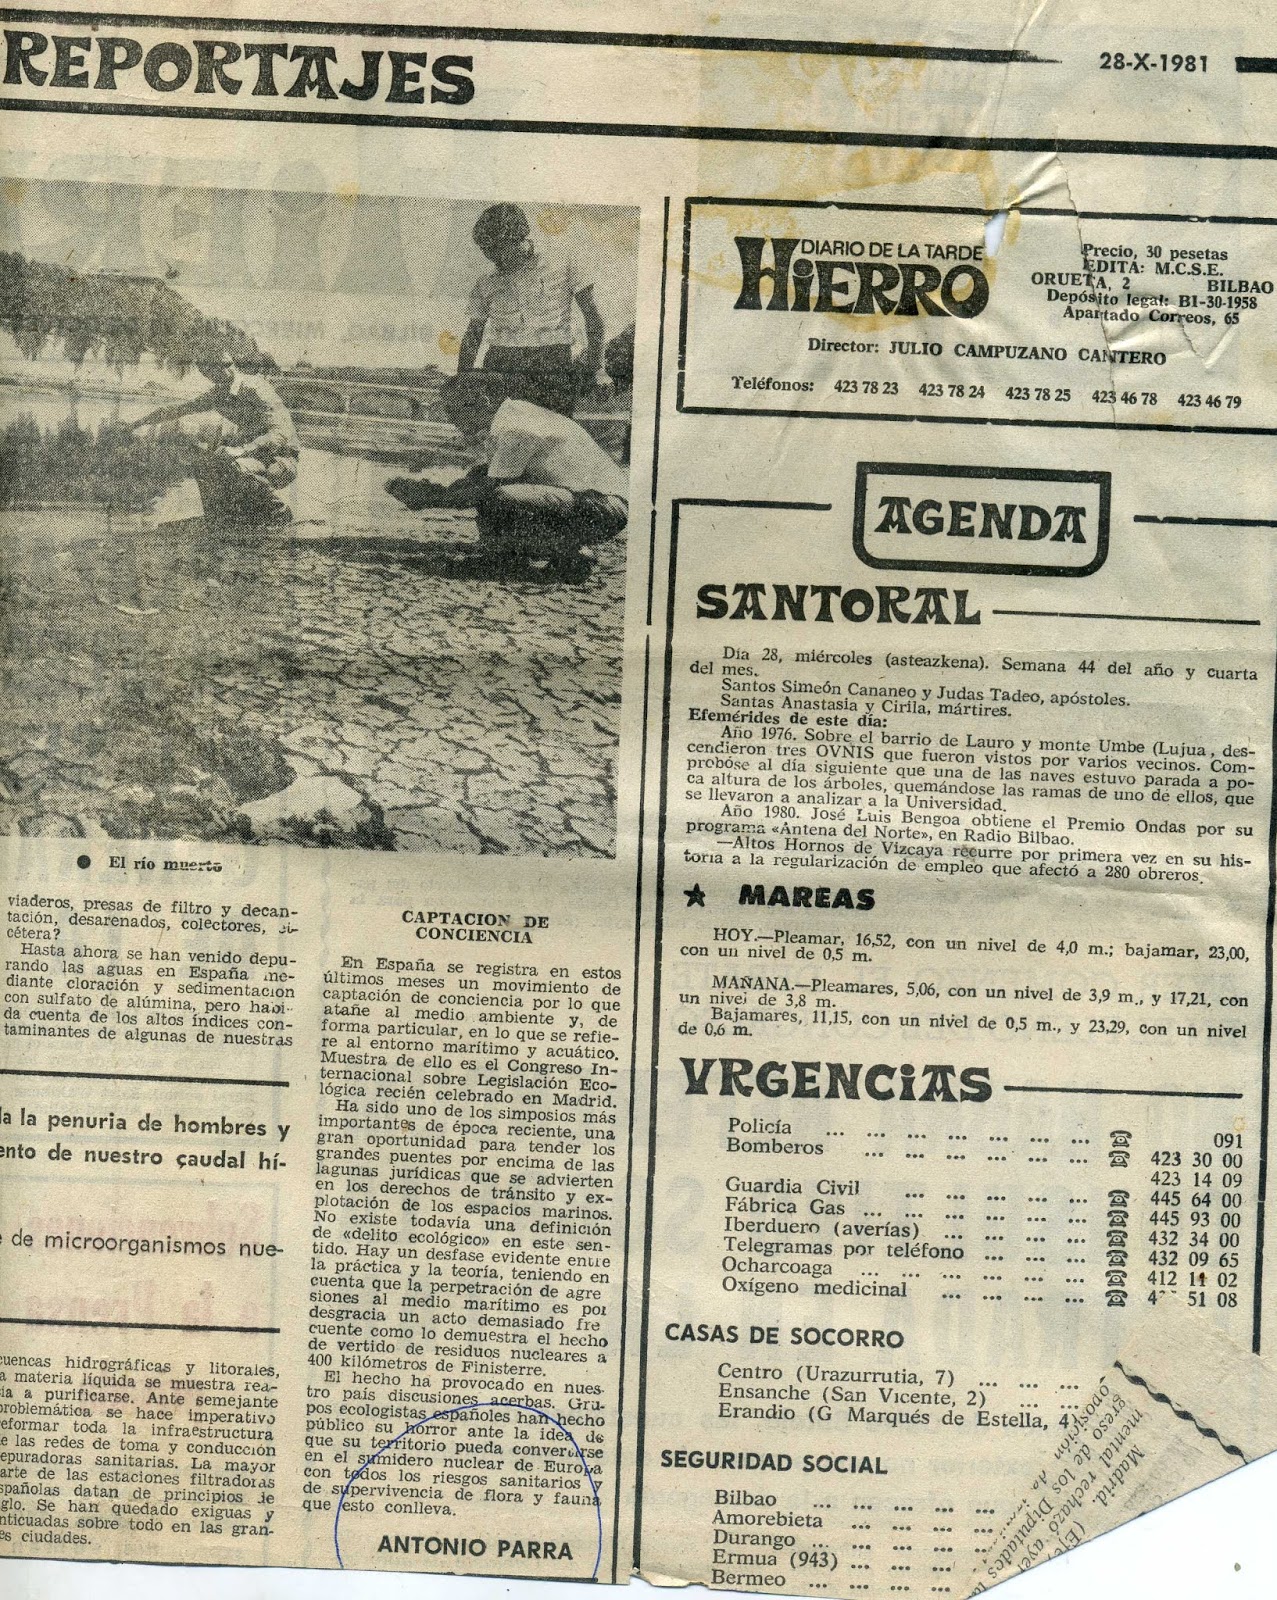 REPORTAJES
28-X-1981
DIARIO DE LA TARDE
HIERRO
Precio, 30 pesetas
EDITA: M.C.S.E.
ORUETA, 2 BILBAO
Depósito legal: BI-30-1958
Apartado Correos, 65
Director: JULIO CAMPUZANO CANTERO
Teléfonos: 423 78 23 423 78 24 423 78 25 423 46 78 423 46 79
● El río muerto
viaderos, presas de filtro y decan-
tación, desarenados, colectores, et-
cétera?
Hasta ahora se han venido depu-
rando las aguas en España me-
diante cloración y sedimentación
con sulfato de alúmina, pero habi-
da cuenta de los altos índices con-
taminantes de algunas de nuestras
la penuria de hombres y
ento de nuestro çaudal hí-
de microorganismos nue-
cuencas hidrográficas y litorales,
a materia líquida se muestra rea-
cia a purificarse. Ante semejante
problemática se hace imperativo
reformar toda la infraestructura
de las redes de toma y conducción
depuradoras sanitarias. La mayor
arte de las estaciones filtradoras
españolas datan de principios de
glo. Se han quedado exiguas y
nticuadas sobre todo en las gran-
es ciudades.
CAPTACION DE
CONCIENCIA
En España se registra en estos
últimos meses un movimiento de
captación de conciencia por lo que
atañe al medio ambiente y, de
forma particular, en lo que se refie-
re al entorno marítimo y acuático.
Muestra de ello es el Congreso In-
ternacional sobre Legislación Eco-
lógica recién celebrado en Madrid.
Ha sido uno de los simposios más
importantes de época reciente, una
gran oportunidad para tender los
grandes puentes por encima de las
lagunas jurídicas que se advierten
en los derechos de tránsito y ex-
plotación de los espacios marinos.
No existe todavía una definición
de «delito ecológico» en este sen-
tido. Hay un desfase evidente entre
la práctica y la teoría, teniendo en
cuenta que la perpetración de agre
siones al medio marítimo es por
desgracia un acto demasiado fre
cuente como lo demuestra el hecho
de vertido de residuos nucleares a
400 kilómetros de Finisterre.
El hecho ha provocado en nues-
tro país discusiones acerbas. Gru-
pos ecologistas españoles han hecho
público su horror ante la idea de
que su territorio pueda convertirse
en el sumidero nuclear de Europa
con todos los riesgos sanitarios y
de supervivencia de flora y fauna
que esto conlleva.
ANTONIO PARRA
AGENDA
SANTORAL
Día 28, miércoles (asteazkena). Semana 44 del año y cuarta
del mes.
Santos Simeón Cananeo y Judas Tadeo, apóstoles.
Santas Anastasia y Cirila, mártires.
Efemérides de este día:
Año 1976. Sobre el barrio de Lauro y monte Umbe (Lujua, des-
cendieron tres OVNIS que fueron vistos por varios vecinos. Com-
probóse al día siguiente que una de las naves estuvo parada a po-
ca altura de los árboles, quemándose las ramas de uno de ellos, que
se llevaron a analizar a la Universidad.
Año 1980. José Luis Bengoa obtiene el Premio Ondas por su
programa «Antena del Norte», en Radio Bilbao.
—Altos Hornos de Vizcaya recurre por primera vez en su his-
toria a la regularización de empleo que afectó a 280 obreros.
★ MAREAS
HOY.—Pleamar, 16,52, con un nivel de 4,0 m.; bajamar, 23,00,
con un nivel de 0,5 m.
MAÑANA.—Pleamares, 5,06, con un nivel de 3,9 m., y 17,21, con
un nivel de 3,8 m.
Bajamares, 11,15, con un nivel de 0,5 m., y 23,29, con un nivel
de 0,6 m.
URGENCIAS
Policía ... ... ... ... ... ... ... ☎ 091
Bomberos ... ... ... ... ... ... ☎ 423 30 00
423 14 09
Guardia Civil ... ... ... ... ... ☎ 445 64 00
Fábrica Gas ... ... ... ... ... ... ☎ 445 93 00
Iberduero (averías) ... ... ... ... ☎ 432 34 00
Telegramas por teléfono ... ... ... ☎ 432 09 65
Ocharcoaga ... ... ... ... ... ... ☎ 412 11 02
Oxígeno medicinal ... ... ... ... ☎ 51 08
CASAS DE SOCORRO
Centro (Urazurrutia, 7) ... ... ...
Ensanche (San Vicente, 2) ... ...
Erandio (G Marqués de Estella, 4)
SEGURIDAD SOCIAL
Bilbao ... ... ... ... ...
Amorebieta ... ... ... ...
Durango ... ... ... ...
Ermua (943) ... ... ...
Bermeo ... ... ... ...
Madrid.
greso de los Diputados
mental rechazó ayer
oposición de